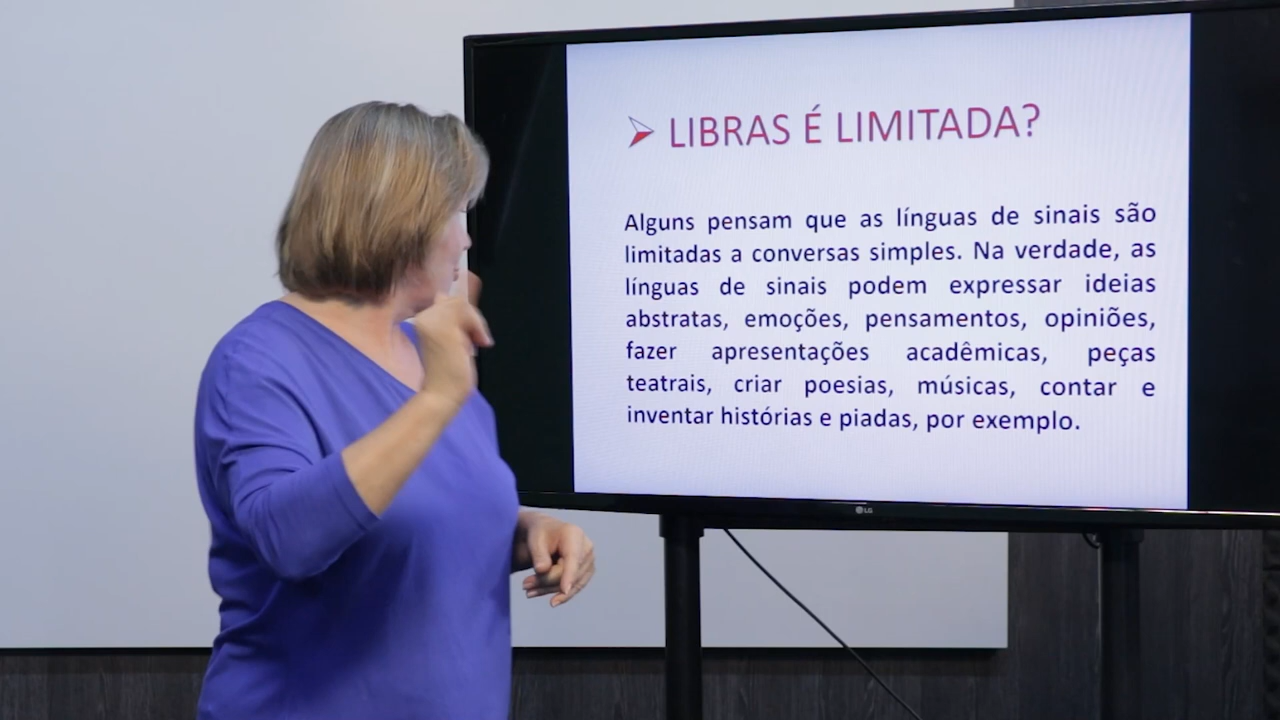 LIBRAS É LIMITADA?
Alguns pensam que as línguas de sinais são
limitadas a conversas simples. Na verdade, as
línguas de sinais podem expressar ideias
abstratas, emoções, pensamentos, opiniões,
fazer apresentações acadêmicas, peças
teatrais, criar poesias, músicas, contar e
inventar histórias e piadas, por exemplo.
LG